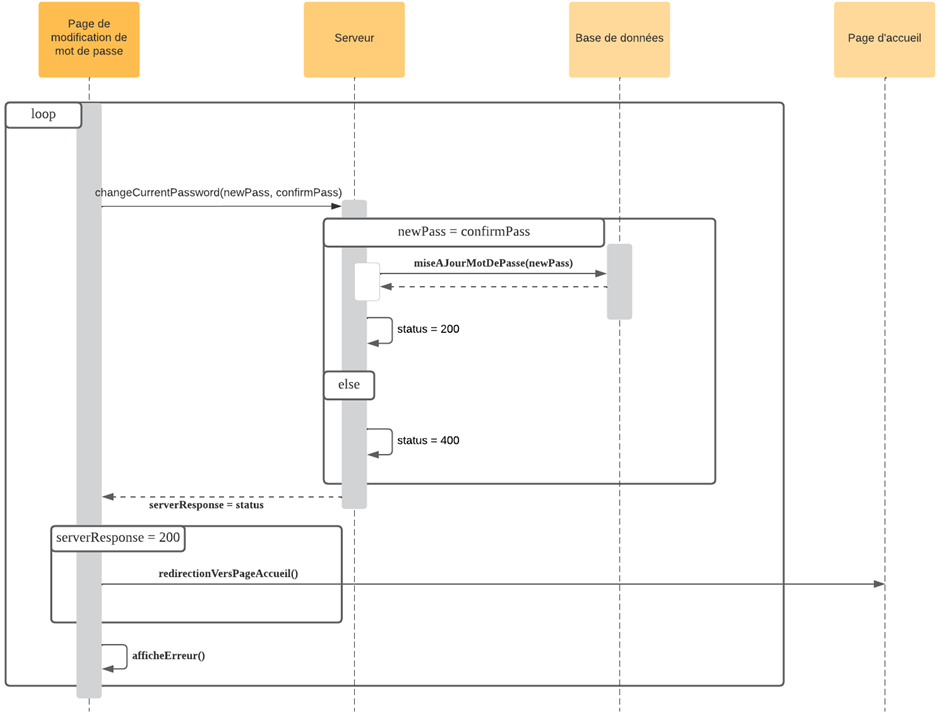 Page de
modification de
mot de passe
Serveur
Base de données
Page d'accueil
loop
changeCurrentPassword(newPass, confirmPass)
newPass = confirmPass
miseAJourMotDePasse(newPass)
status = 200
else
status = 400
serverResponse = status
serverResponse = 200
redirectionVersPageAccueil()
afficheErreur()